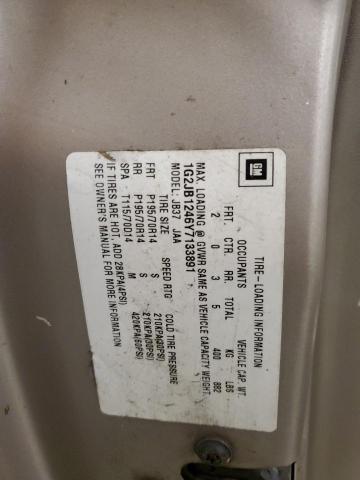 GM
TIRE-LOADING INFORMATION
OCCUPANTS VEHICLE CAP. WT.
FRT. CTR. RR. TOTAL KG LBS
2 0 3 5 400 882
MAX. LOADING @ GVWR SAME AS VEHICLE CAPACITY WEIGHT.
1G2JB1246Y7133891
MODEL: JB37 JAA
TIRE SIZE SPEED RTG COLD TIRE PRESSURE
FRT P195/70R14 S 210KPA(30PSI)
RR P195/70R14 S 210KPA(30PSI)
SPA - T115/70D14 M 420KPA(60PSI)
IF TIRES ARE HOT, ADD 28KPA(4PSI)
SEE OWNER'S MANUAL FOR MORE INFORMATION